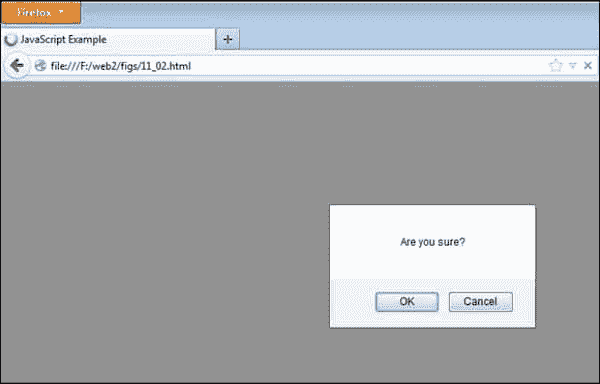 Firefox
JavaScript Example
file:///F:/web2/figs/11_02.html
Are you sure?
OK Cancel